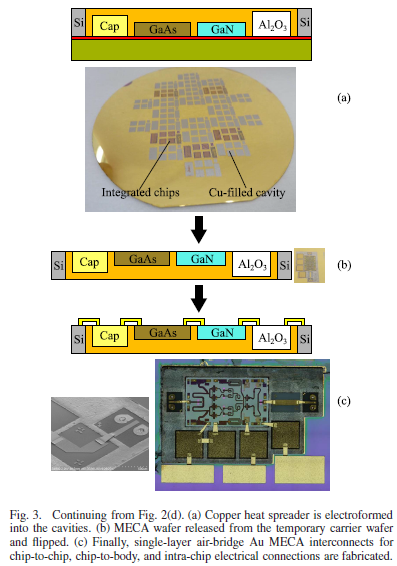 Si Cap GaAs GaN Al2O3 Si
(a)
Integrated chips Cu-filled cavity
Si Cap GaAs GaN Al2O3 Si (b)
Si Cap GaAs GaN Al2O3 Si
(c)
Fig. 3. Continuing from Fig. 2(d). (a) Copper heat spreader is electroformed
into the cavities. (b) MECA wafer released from the temporary carrier wafer
and flipped. (c) Finally, single-layer air-bridge Au MECA interconnects for
chip-to-chip, chip-to-body, and intra-chip electrical connections are fabricated.